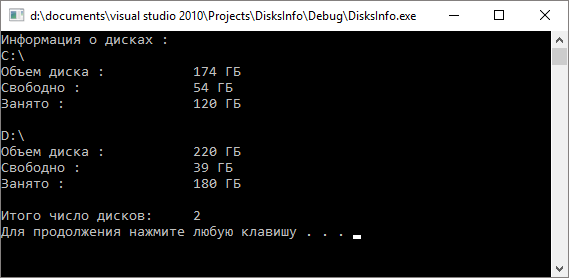 d:\documents\visual studio 2010\Projects\DisksInfo\Debug\DisksInfo.exe
Информация о дисках :
C:\
Объем диска : 174 ГБ
Свободно : 54 ГБ
Занято : 120 ГБ
D:\
Объем диска : 220 ГБ
Свободно : 39 ГБ
Занято : 180 ГБ
Итого число дисков: 2
Для продолжения нажмите любую клавишу . . .